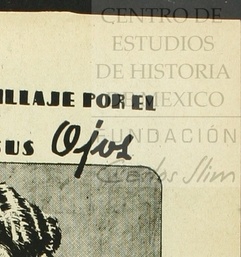 CENTRO DE
ESTUDIOS
DE HISTORIA
DE MEXICO
FUNDACIÓN
Carlos Slim
ILLAJE POR EL
SUS Ojos